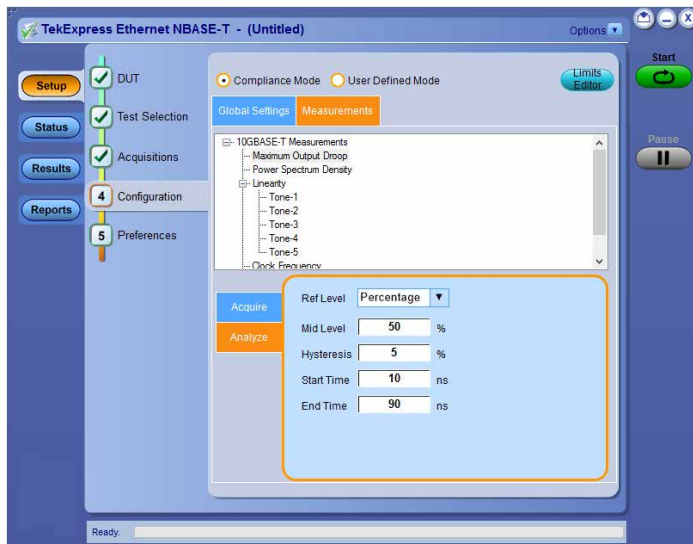 TekExpress Ethernet NBASE-T - (Untitled)
Options
Start
Pause
Setup
Status
Results
Reports
DUT
Test Selection
Acquisitions
4 Configuration
5 Preferences
Compliance Mode User Defined Mode
Limits
Editor
Global Settings Measurements
10GBASE-T Measurements
Maximum Output Droop
Power Spectrum Density
Linearity
Tone-1
Tone-2
Tone-3
Tone-4
Tone-5
Clock Frequency
Acquire
Analyze
Ref Level Percentage
Mid Level 50 %
Hysteresis 5 %
Start Time 10 ns
End Time 90 ns
Ready.